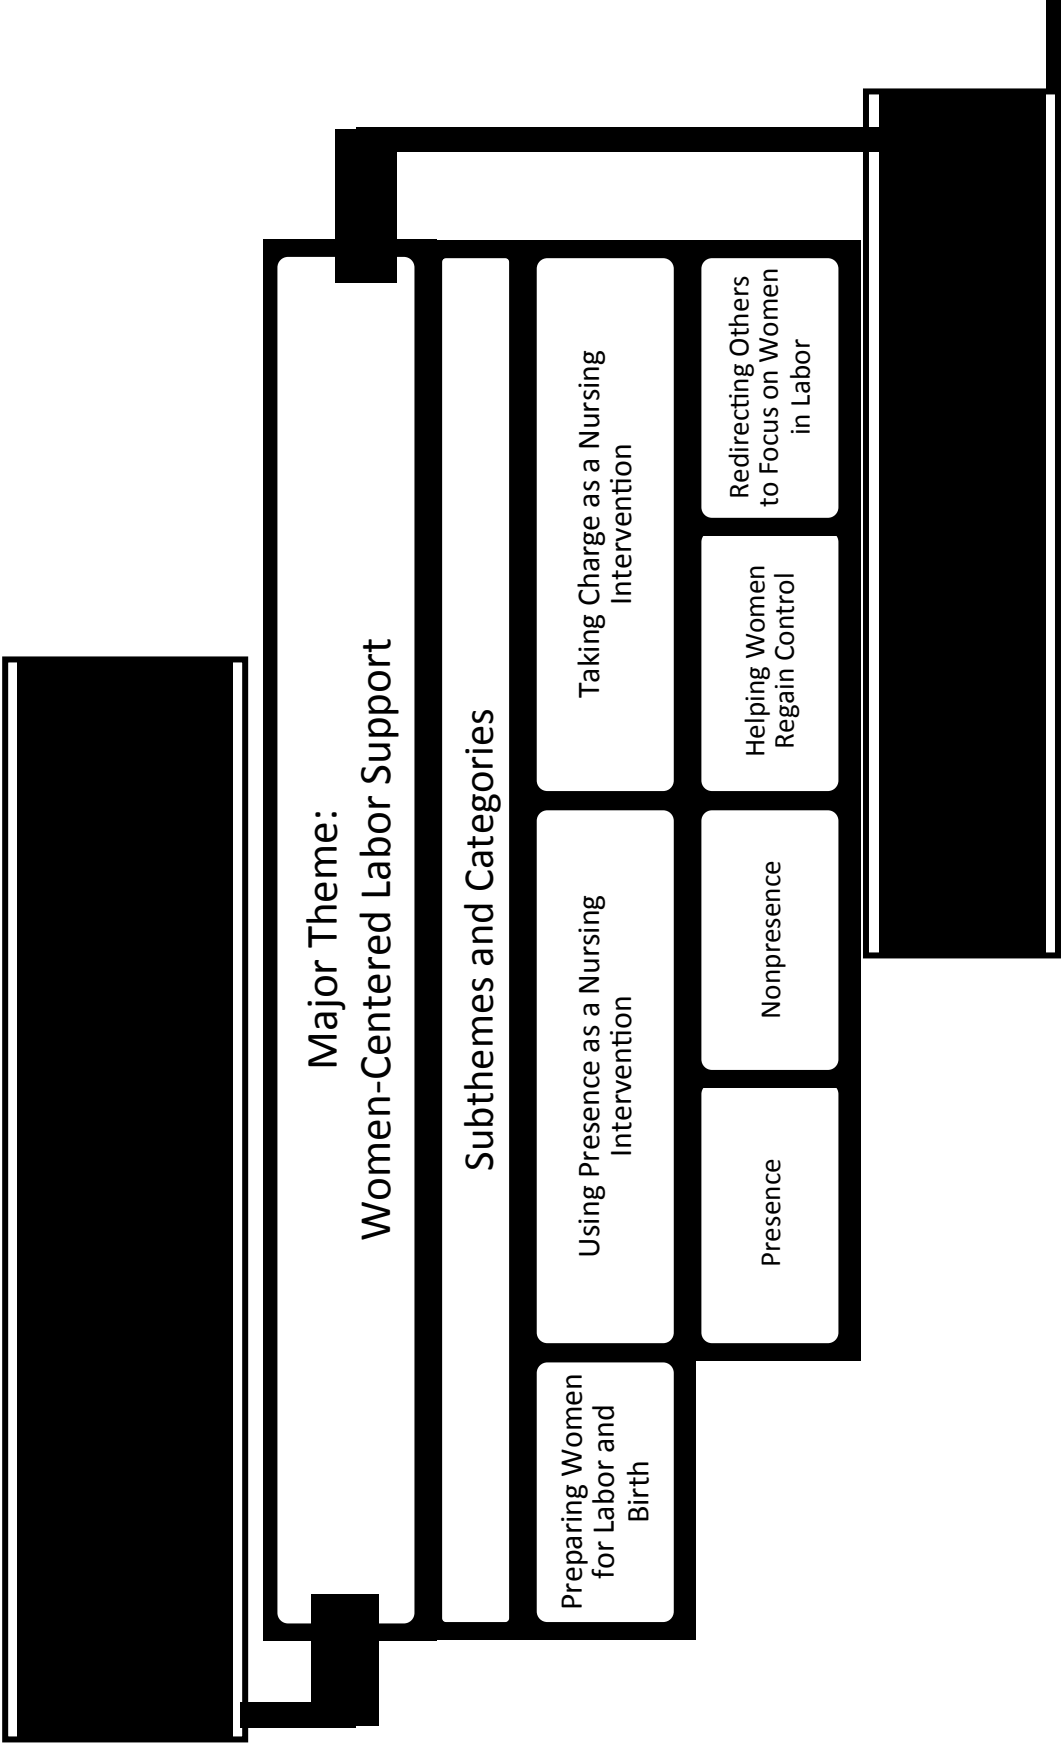 Major Theme:
Women-Centered Labor Support
Subthemes and Categories
Preparing Women
for Labor and
Birth
Using Presence as a Nursing
Intervention
Taking Charge as a Nursing
Intervention
Presence
Nonpresence
Helping Women
Regain Control
Redirecting Others
to Focus on Women
in Labor